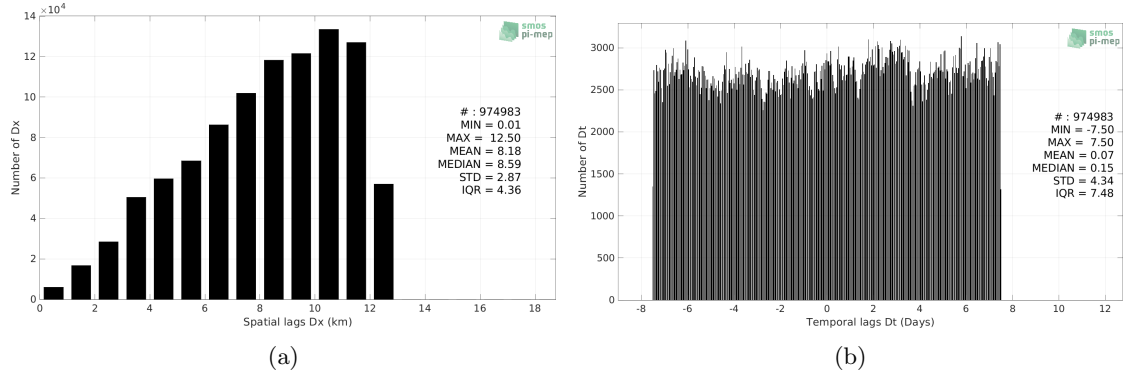 ×10⁴
14
12
10
8
6
4
2
0
Number of Dx
smos
pi-mep
# : 974983
MIN = 0.01
MAX = 12.50
MEAN = 8.18
MEDIAN = 8.59
STD = 2.87
IQR = 4.36
0 2 4 6 8 10 12 14 16 18
Spatial lags Dx (km)
(a)
3000
2500
2000
1500
1000
500
0
Number of Dt
smos
pi-mep
# : 974983
MIN = -7.50
MAX = 7.50
MEAN = 0.07
MEDIAN = 0.15
STD = 4.34
IQR = 7.48
-8 -6 -4 -2 0 2 4 6 8 10 12
Temporal lags Dt (Days)
(b)